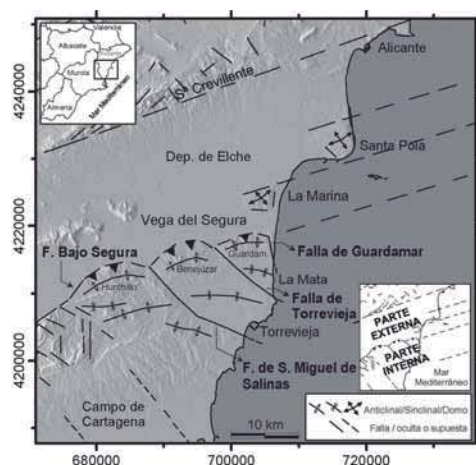 Valencia
Albacete
Alicante
Murcia
Almería
Mar Mediterráneo
Alicante
Sª Crevillente
Santa Pola
Dep. de Elche
La Marina
Vega del Segura
F. Bajo Segura
Guardam.
Falla de Guardamar
Hurchillo
Benejúzar
La Mata
Falla de
Torrevieja
Torrevieja
F. de S. Miguel de
Salinas
Campo de
Cartagena
10 km
PARTE
EXTERNA
PARTE
INTERNA
Mar
Mediterráneo
Anticlinal/Sinclinal/Domo
Falla / oculta o supuesta
4240000
4220000
4200000
680000
700000
720000